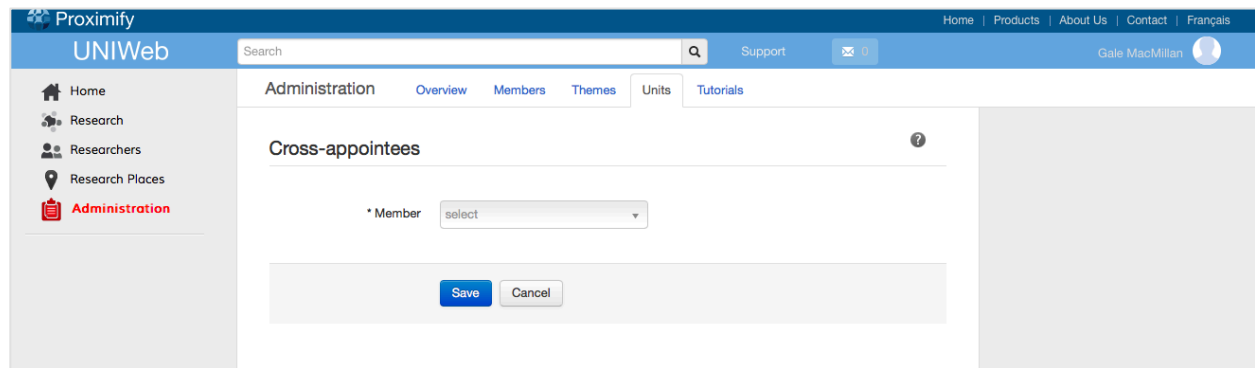 Proximify
Home | Products | About Us | Contact | Français
UNIWeb
Search
Support
0
Gale MacMillan
Home
Research
Researchers
Research Places
Administration
Administration Overview Members Themes Units Tutorials
Cross-appointees
?
* Member select
Save Cancel